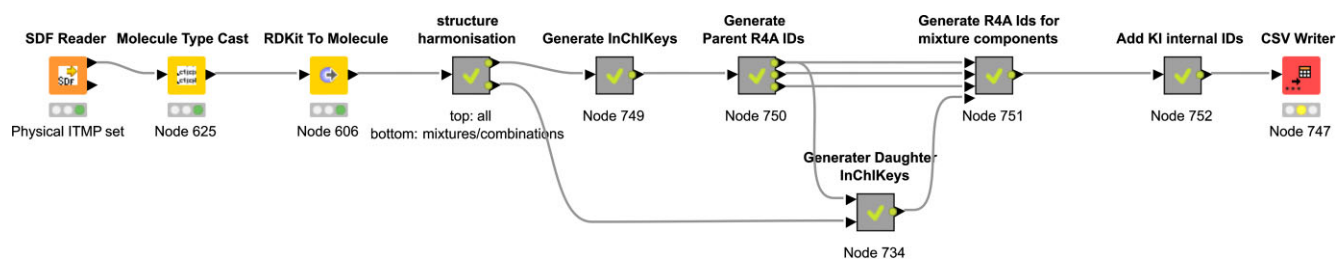 SDF Reader
Physical ITMP set
Molecule Type Cast
Node 625
RDKit To Molecule
Node 606
structure
harmonisation
top: all
bottom: mixtures/combinations
Generate InChIKeys
Node 749
Generate
Parent R4A IDs
Node 750
Generate R4A Ids for
mixture components
Node 751
Add KI internal IDs
Node 752
CSV Writer
Node 747
Generater Daughter
InChIKeys
Node 734